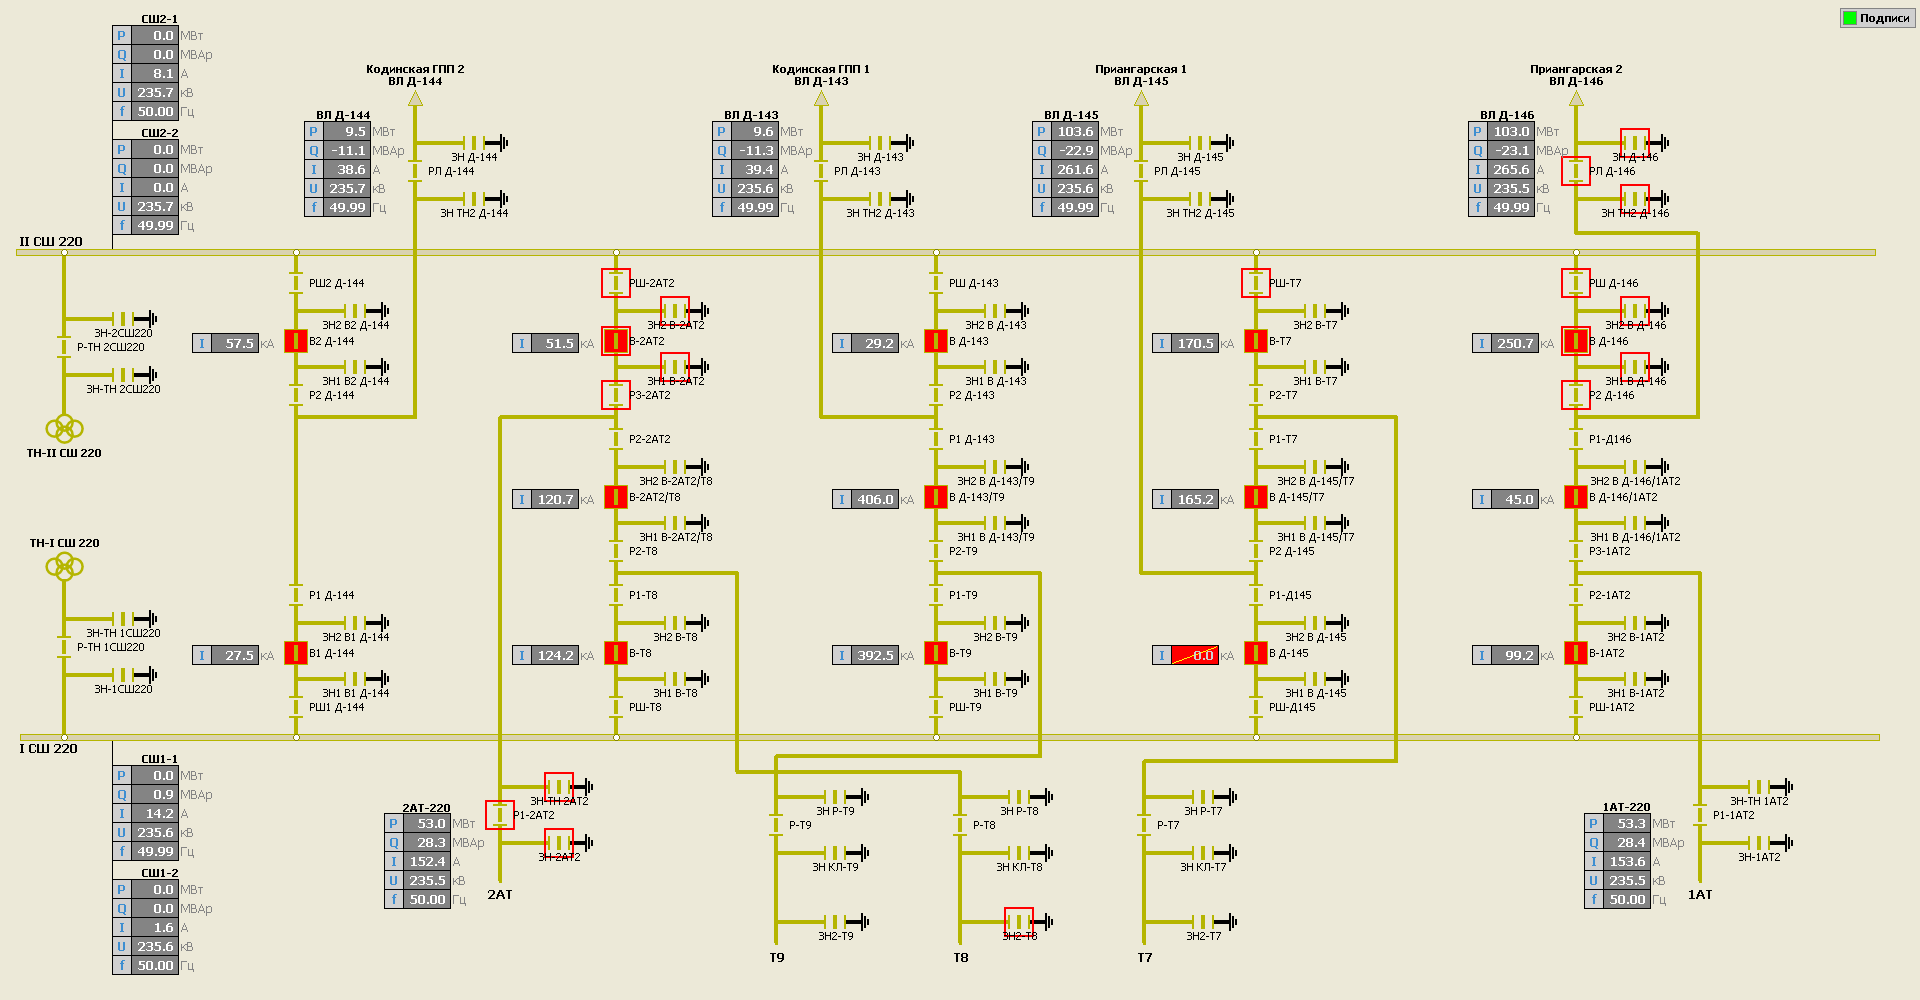 СШ2-1
P 0.0 МВт
Q 0.0 МВАр
I 8.1 А
U 235.7 кВ
f 50.00 Гц
СШ2-2
P 0.0 МВт
Q 0.0 МВАр
I 0.0 А
U 235.7 кВ
f 49.99 Гц
Подписи
Кодинская ГПП 2
ВЛ Д-144
ВЛ Д-144
P 9.5 МВт
Q -11.1 МВАр
I 38.6 А
U 235.7 кВ
f 49.99 Гц
ЗН Д-144
РЛ Д-144
ЗН ТН2 Д-144
Кодинская ГПП 1
ВЛ Д-143
ВЛ Д-143
P 9.6 МВт
Q -11.3 МВАр
I 39.4 А
U 235.6 кВ
f 49.99 Гц
ЗН Д-143
РЛ Д-143
ЗН ТН2 Д-143
Приангарская 1
ВЛ Д-145
ВЛ Д-145
P 103.6 МВт
Q -22.9 МВАр
I 261.6 А
U 235.6 кВ
f 49.99 Гц
ЗН Д-145
РЛ Д-145
ЗН ТН2 Д-145
Приангарская 2
ВЛ Д-146
ВЛ Д-146
P 103.0 МВт
Q -23.1 МВАр
I 265.6 А
U 235.5 кВ
f 49.99 Гц
ЗН Д-146
РЛ Д-146
ЗН ТН2 Д-146
II СШ 220
ЗН-2СШ220
Р-ТН 2СШ220
ЗН-ТН 2СШ220
ТН-II СШ 220
ТН-I СШ 220
ЗН-ТН 1СШ220
Р-ТН 1СШ220
ЗН-1СШ220
РШ2 Д-144
ЗН2 В2 Д-144
I 57.5 кА
В2 Д-144
ЗН1 В2 Д-144
Р2 Д-144
Р1 Д-144
ЗН2 В1 Д-144
I 27.5 кА
В1 Д-144
ЗН1 В1 Д-144
РШ1 Д-144
РШ-2АТ2
ЗН2 В-2АТ2
I 51.5 кА
В-2АТ2
ЗН1 В-2АТ2
Р3-2АТ2
Р2-2АТ2
ЗН2 В-2АТ2/Т8
I 120.7 кА
В-2АТ2/Т8
ЗН1 В-2АТ2/Т8
Р2-Т8
Р1-Т8
ЗН2 В-Т8
I 124.2 кА
В-Т8
ЗН1 В-Т8
РШ-Т8
РШ Д-143
ЗН2 В Д-143
I 29.2 кА
В Д-143
ЗН1 В Д-143
Р2 Д-143
Р1 Д-143
ЗН2 В Д-143/Т9
I 406.0 кА
В Д-143/Т9
ЗН1 В Д-143/Т9
Р2-Т9
Р1-Т9
ЗН2 В-Т9
I 392.5 кА
В-Т9
ЗН1 В-Т9
РШ-Т9
РШ-Т7
ЗН2 В-Т7
I 170.5 кА
В-Т7
ЗН1 В-Т7
Р2-Т7
Р1-Т7
ЗН2 В Д-145/Т7
I 165.2 кА
В Д-145/Т7
ЗН1 В Д-145/Т7
Р2 Д-145
Р1-Д145
ЗН2 В Д-145
I 0.0 кА
В Д-145
ЗН1 В Д-145
РШ-Д145
РШ Д-146
ЗН2 В Д-146
I 250.7 кА
В Д-146
ЗН1 В Д-146
Р2 Д-146
Р1-Д146
ЗН2 В Д-146/1АТ2
I 45.0 кА
В Д-146/1АТ2
ЗН1 В Д-146/1АТ2
Р3-1АТ2
Р2-1АТ2
ЗН2 В-1АТ2
I 99.2 кА
В-1АТ2
ЗН1 В-1АТ2
РШ-1АТ2
I СШ 220
СШ1-1
P 0.0 МВт
Q 0.9 МВАр
I 14.2 А
U 235.6 кВ
f 49.99 Гц
СШ1-2
P 0.0 МВт
Q 0.0 МВАр
I 1.6 А
U 235.6 кВ
f 50.00 Гц
2АТ-220
P 53.0 МВт
Q 28.3 МВАр
I 152.4 А
U 235.5 кВ
f 50.00 Гц
ЗН-ТН 2АТ2
Р1-2АТ2
ЗН-2АТ2
2АТ
ЗН Р-Т9
Р-Т9
ЗН КЛ-Т9
ЗН2-Т9
Т9
ЗН Р-Т8
Р-Т8
ЗН КЛ-Т8
ЗН2-Т8
Т8
ЗН Р-Т7
Р-Т7
ЗН КЛ-Т7
ЗН2-Т7
Т7
1АТ-220
P 53.3 МВт
Q 28.4 МВАр
I 153.6 А
U 235.5 кВ
f 50.00 Гц
ЗН-ТН 1АТ2
Р1-1АТ2
ЗН-1АТ2
1АТ